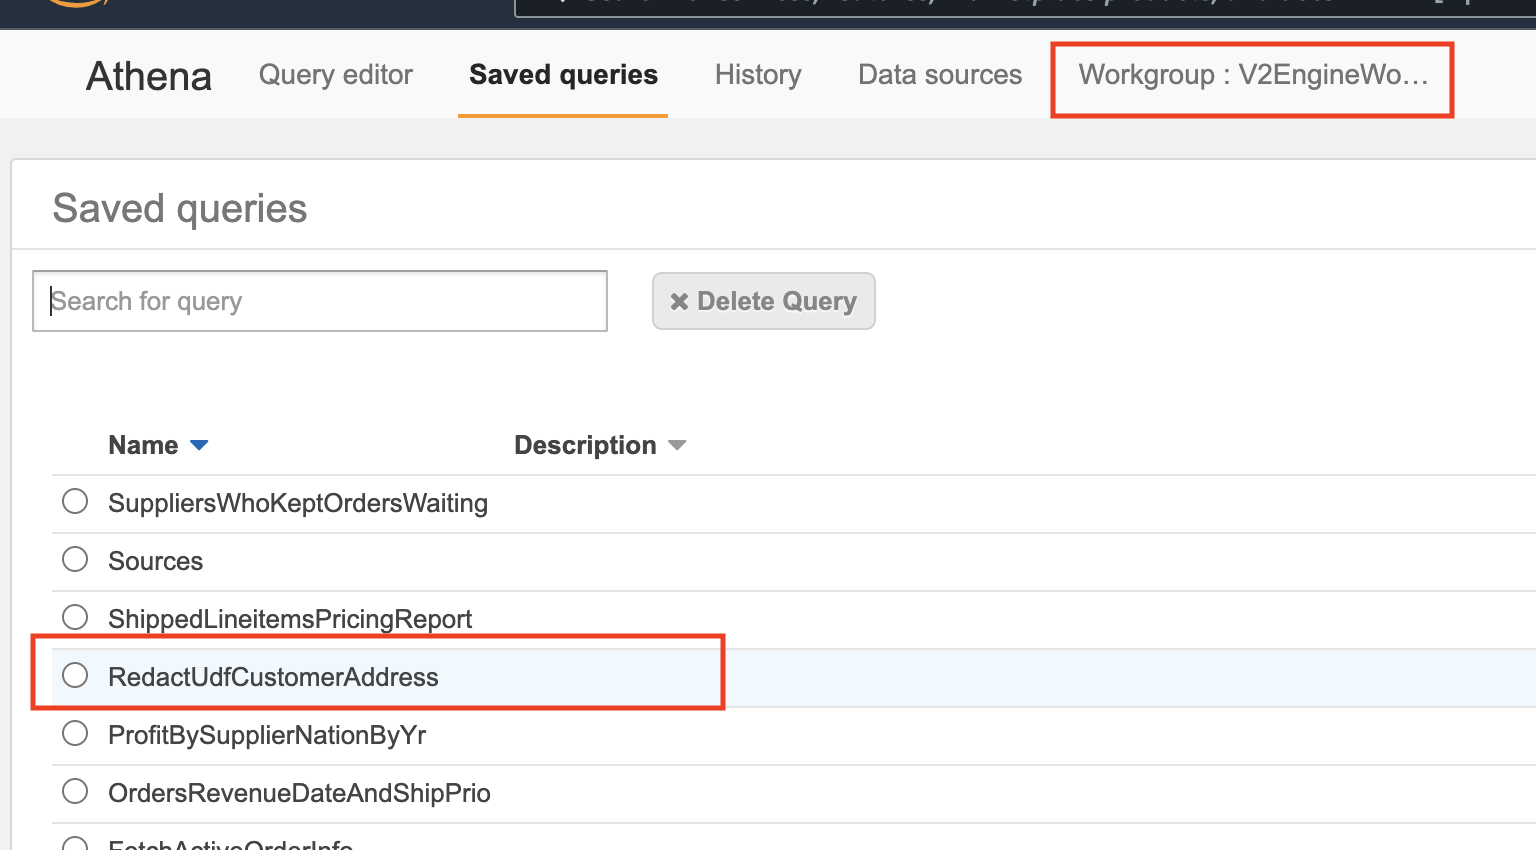 Athena
Query editor
Saved queries
History
Data sources
Workgroup : V2EngineWo...
Saved queries
Search for query
Delete Query
Name
Description
SuppliersWhoKeptOrdersWaiting
Sources
ShippedLineitemsPricingReport
RedactUdfCustomerAddress
ProfitBySupplierNationByYr
OrdersRevenueDateAndShipPrio
FetchActiveOrderInfo